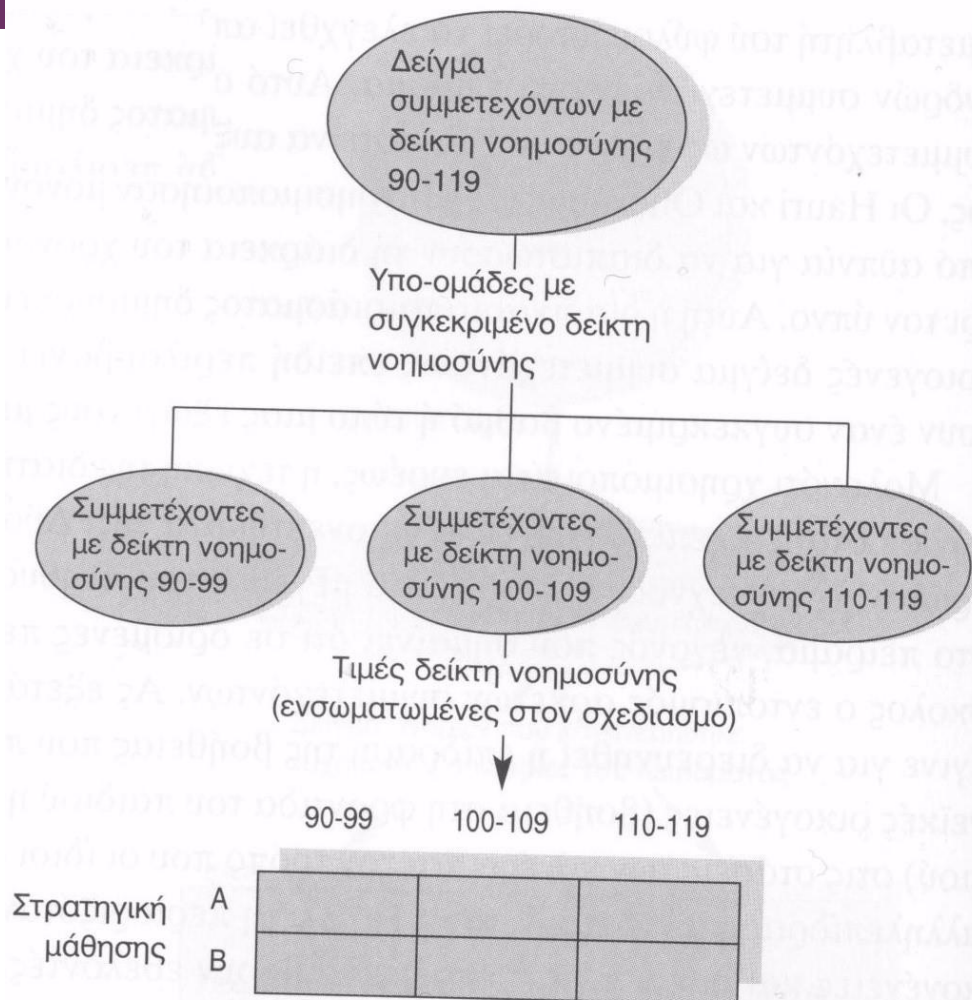 Δείγμα
συμμετεχόντων με
δείκτη νοημοσύνης
90-119
Υπο-ομάδες με
συγκεκριμένο δείκτη
νοημοσύνης
Συμμετέχοντες
με δείκτη νοημο-
σύνης 90-99
Συμμετέχοντες
με δείκτη νοημο-
σύνης 100-109
Συμμετέχοντες
με δείκτη νοημο-
σύνης 110-119
Τιμές δείκτη νοημοσύνης
(ενσωματωμένες στον σχεδιασμό)
90-99 100-109 110-119
Στρατηγική
μάθησης
A
B